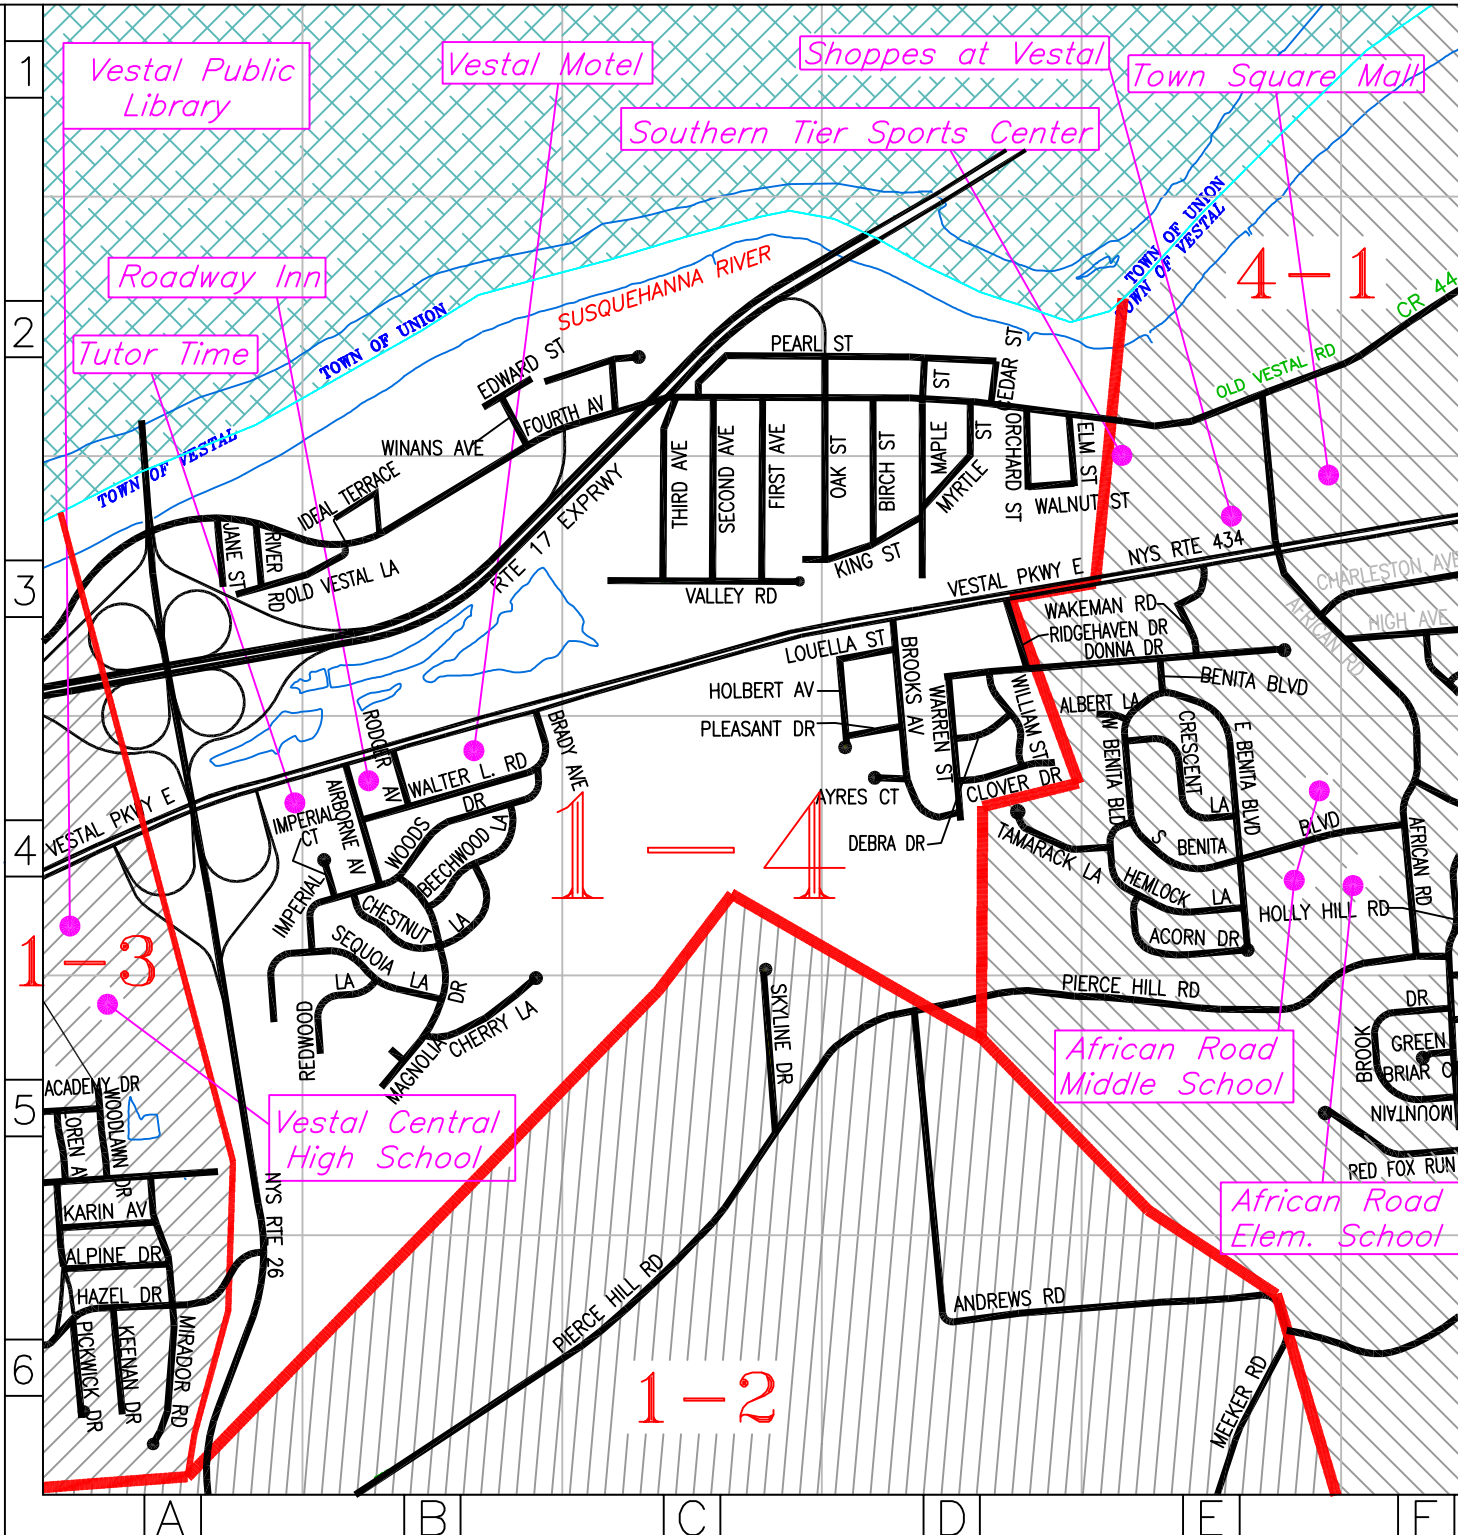 1
Vestal Public
Library
Vestal Motel
Shoppes at Vestal
Town Square Mall
Southern Tier Sports Center
TOWN OF UNION
TOWN OF VESTAL
4-1
SUSQUEHANNA RIVER
Roadway Inn
CR 44
2
TOWN OF UNION
PEARL ST
CEDAR ST
Tutor Time
OLD VESTAL RD
EDWARD ST
ST
FOURTH AV
WINANS AVE
TOWN OF VESTAL
THIRD AVE
SECOND AVE
FIRST AVE
OAK ST
BIRCH ST
MAPLE
MYRTLE
ST
ORCHARD ST
ELM ST
WALNUT ST
IDEAL TERRACE
JANE ST
RIVER RD
OLD VESTAL LA
RTE 17 EXPRWY
KING ST
VALLEY RD
NYS RTE 434
VESTAL PKWY E
3
CHARLESTON AVE
HIGH AVE
AFRICAN RD
WAKEMAN RD
RIDGEHAVEN DR
DONNA DR
LOUELLA ST
BROOKS AV
HOLBERT AV
PLEASANT DR
WARREN ST
WILLIAM ST
BENITA BLVD
ALBERT LA
W BENITA BLD
CRESCENT
LA
E BENITA BLVD
RODGER
AV
BRADY AVE
WALTER L. RD
AIRBORNE AV
IMPERIAL
CT
WOODS
DR
BEECHWOOD
LA
AYRES CT
CLOVER DR
DEBRA DR
TAMARACK LA
S
BENITA
BLVD
VESTAL PKWY E
4
1-4
AFRICAN RD
HEMLOCK
LA
HOLLY HILL RD
ACORN DR
IMPERIAL
CHESTNUT
LA
SEQUOIA
LA
LA
REDWOOD
DR
CHERRY LA
MAGNOLIA
1-3
SKYLINE DR
PIERCE HILL RD
DR
BROOK
GREEN
BRIAR C
MOUNTAIN
RED FOX RUN
African Road
Middle School
ACADEMY DR
5
LOREN A
WOODLAWN DR
Vestal Central
High School
NYS RTE 26
KARIN AV
ALPINE DR
HAZEL DR
African Road
Elem. School
PIERCE HILL RD
ANDREWS RD
6
PICKWICK DR
KEENAN DR
MIRADOR RD
1-2
MEEKER RD
A
B
C
D
E
F